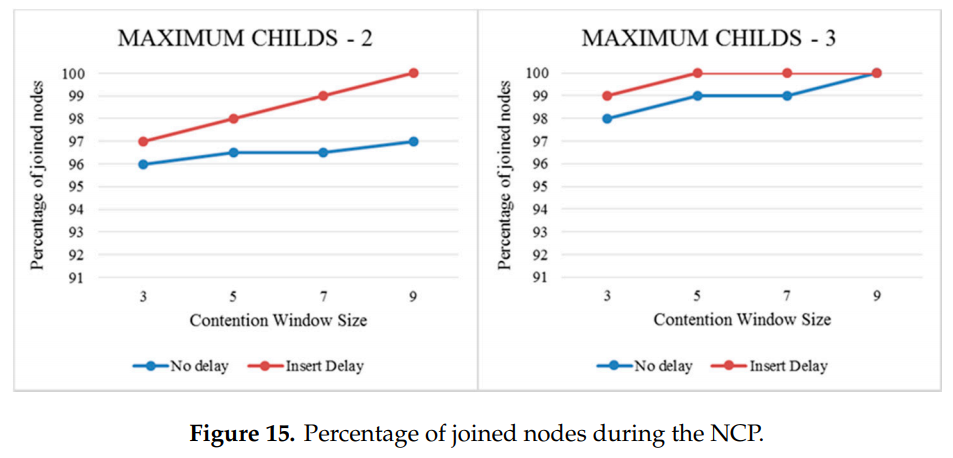 MAXIMUM CHILDS - 2
Percentage of joined nodes
100
99
98
97
96
95
94
93
92
91
3 5 7 9
Contention Window Size
No delay Insert Delay
MAXIMUM CHILDS - 3
Percentage of joined nodes
100
99
98
97
96
95
94
93
92
91
3 5 7 9
Contention Window Size
No delay Insert Delay
Figure 15. Percentage of joined nodes during the NCP.